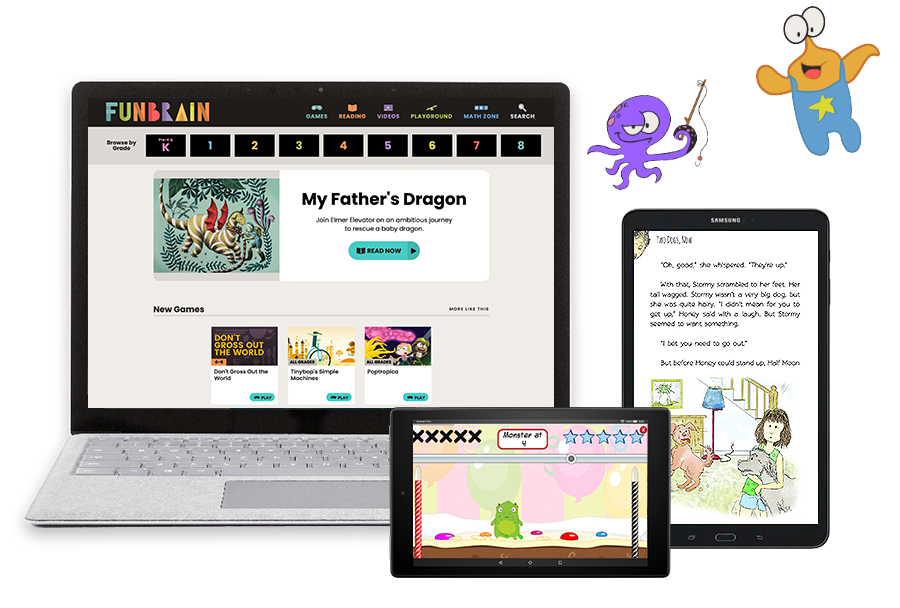 FUNBRAIN
GAMES READING VIDEOS PLAYGROUND MATH ZONE SEARCH
Browse by
Grade
Pre-K & K 1 2 3 4 5 6 7 8
My Father's Dragon
Join Elmer Elevator on an ambitious journey
to rescue a baby dragon.
READ NOW
New Games
MORE LIKE THIS
DON'T
GROSS OUT
THE WORLD
4-8 ALL GRADES ALL GRADES
Don't Gross Out the
World
Tinybop's Simple
Machines
Poptropica
PLAY PLAY PLAY
SAMSUNG
Two Dogs, Now
"Oh, good," she whispered. "They're up."
With that, Stormy scrambled to her feet. Her
tail wagged. Stormy wasn't a very big dog, but
she was quite hairy. "I didn't mean for you to
get up," Honey said with a laugh. But Stormy
seemed to want something.
"I bet you need to go out."
But before Honey could stand up, Half Moon
XXXXX
Monster at
4